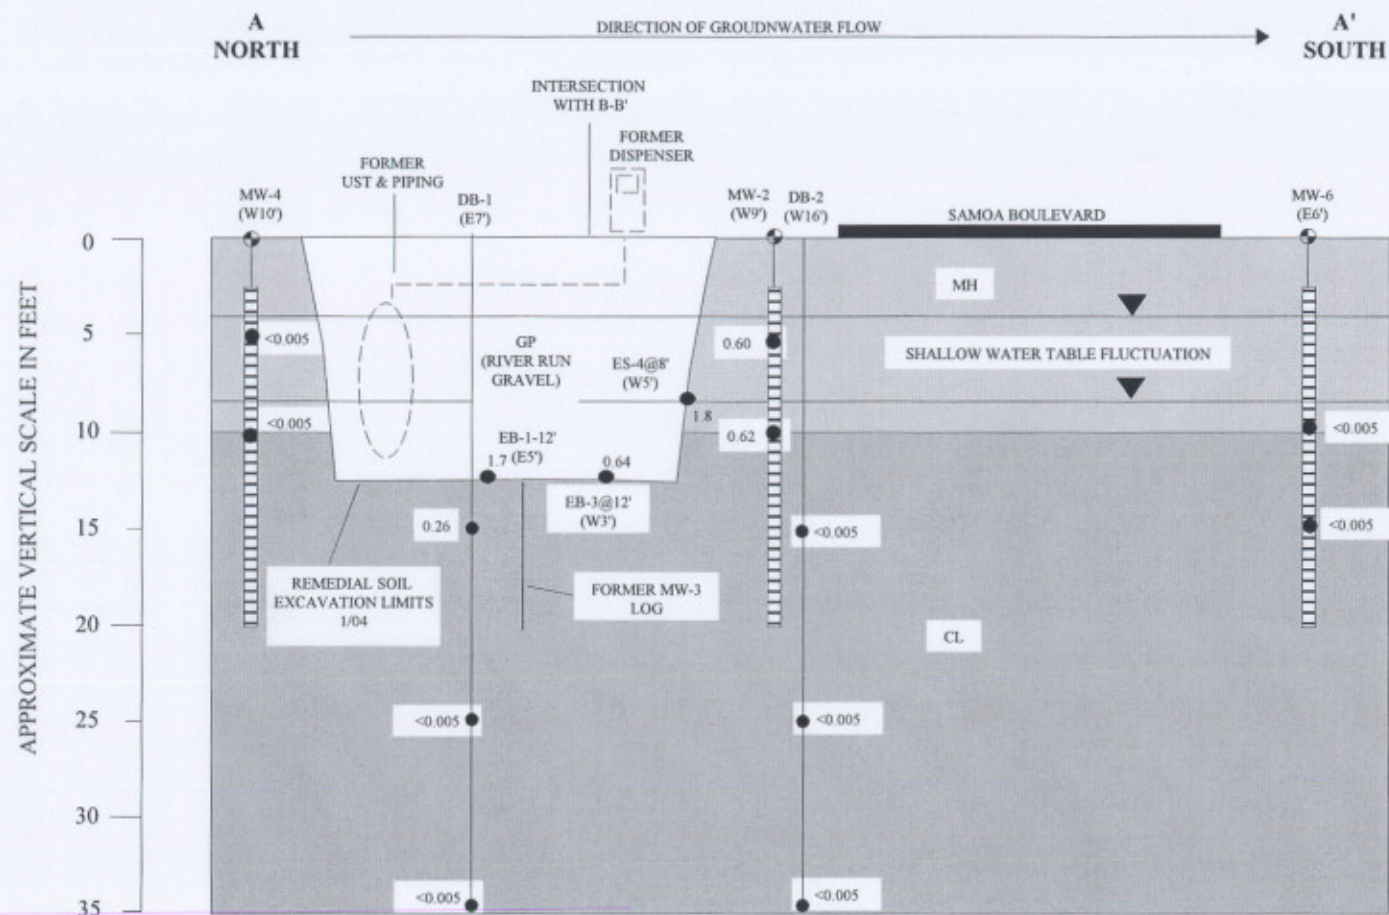 A
NORTH
DIRECTION OF GROUDNWATER FLOW
A'
SOUTH
INTERSECTION
WITH B-B'
FORMER
DISPENSER
FORMER
UST & PIPING
MW-4
(W10')
DB-1
(E7')
MW-2
(W9')
DB-2
(W16')
SAMOA BOULEVARD
MW-6
(E6')
APPROXIMATE VERTICAL SCALE IN FEET
0
5
10
15
20
25
30
35
MH
<0.005
0.60
SHALLOW WATER TABLE FLUCTUATION
GP
(RIVER RUN
GRAVEL)
ES-4@8'
(W5')
1.8
<0.005
0.62
<0.005
EB-1-12'
(E5')
1.7
0.64
EB-3@12'
(W3')
0.26
<0.005
<0.005
REMEDIAL SOIL
EXCAVATION LIMITS
1/04
FORMER MW-3
LOG
CL
<0.005
<0.005
<0.005
<0.005